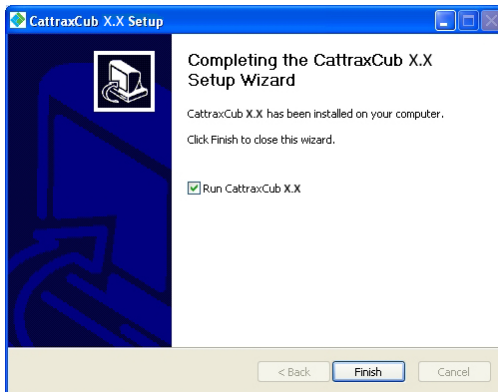 CattraxCub X.X Setup
Completing the CattraxCub X.X
Setup Wizard
CattraxCub X.X has been installed on your computer.
Click Finish to close this wizard.
Run CattraxCub X.X
< Back
Finish
Cancel